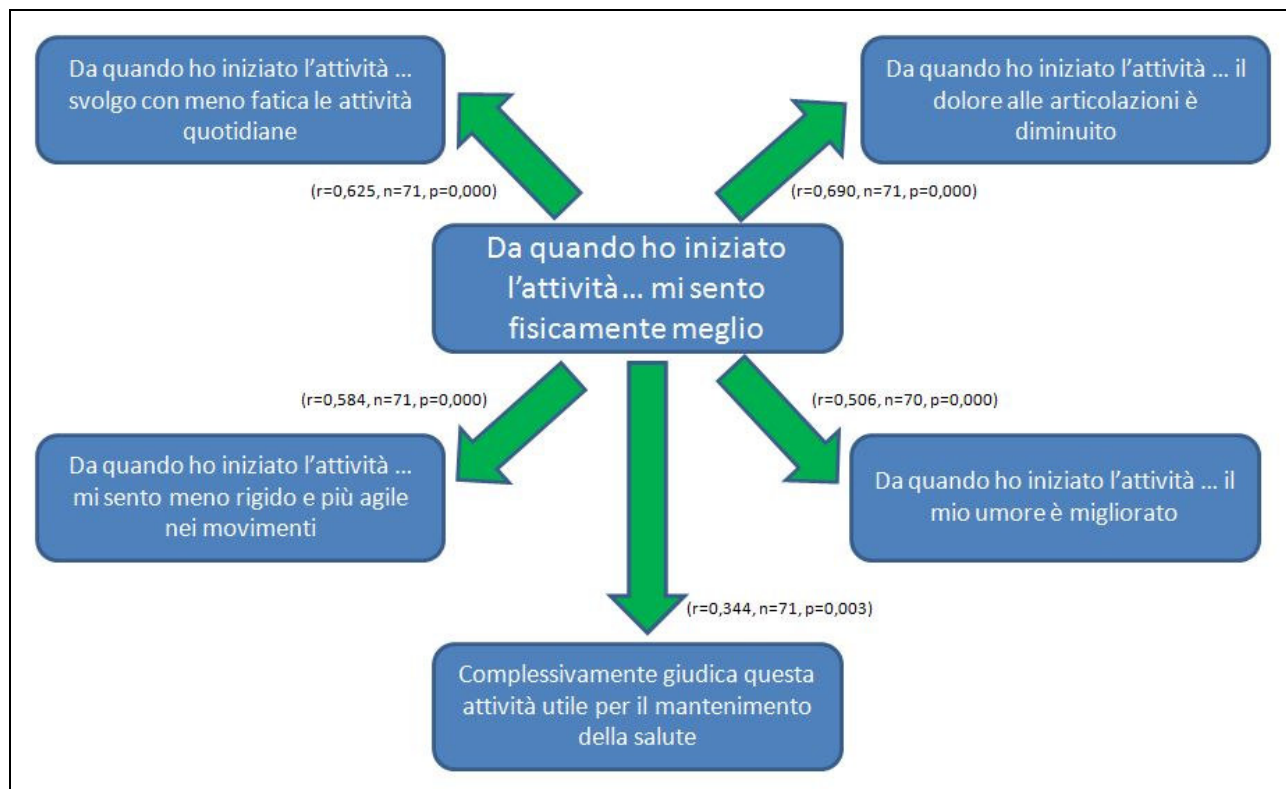 Da quando ho iniziato l'attività ...
svolgo con meno fatica le attività
quotidiane
Da quando ho iniziato l'attività ... il
dolore alle articolazioni è
diminuito
(r=0,625, n=71, p=0,000)
(r=0,690, n=71, p=0,000)
Da quando ho iniziato
l'attività ... mi sento
fisicamente meglio
(r=0,584, n=71, p=0,000)
(r=0,506, n=70, p=0,000)
Da quando ho iniziato l'attività ...
mi sento meno rigido e più agile
nei movimenti
Da quando ho iniziato l'attività ... il
mio umore è migliorato
(r=0,344, n=71, p=0,003)
Complessivamente giudica questa
attività utile per il mantenimento
della salute